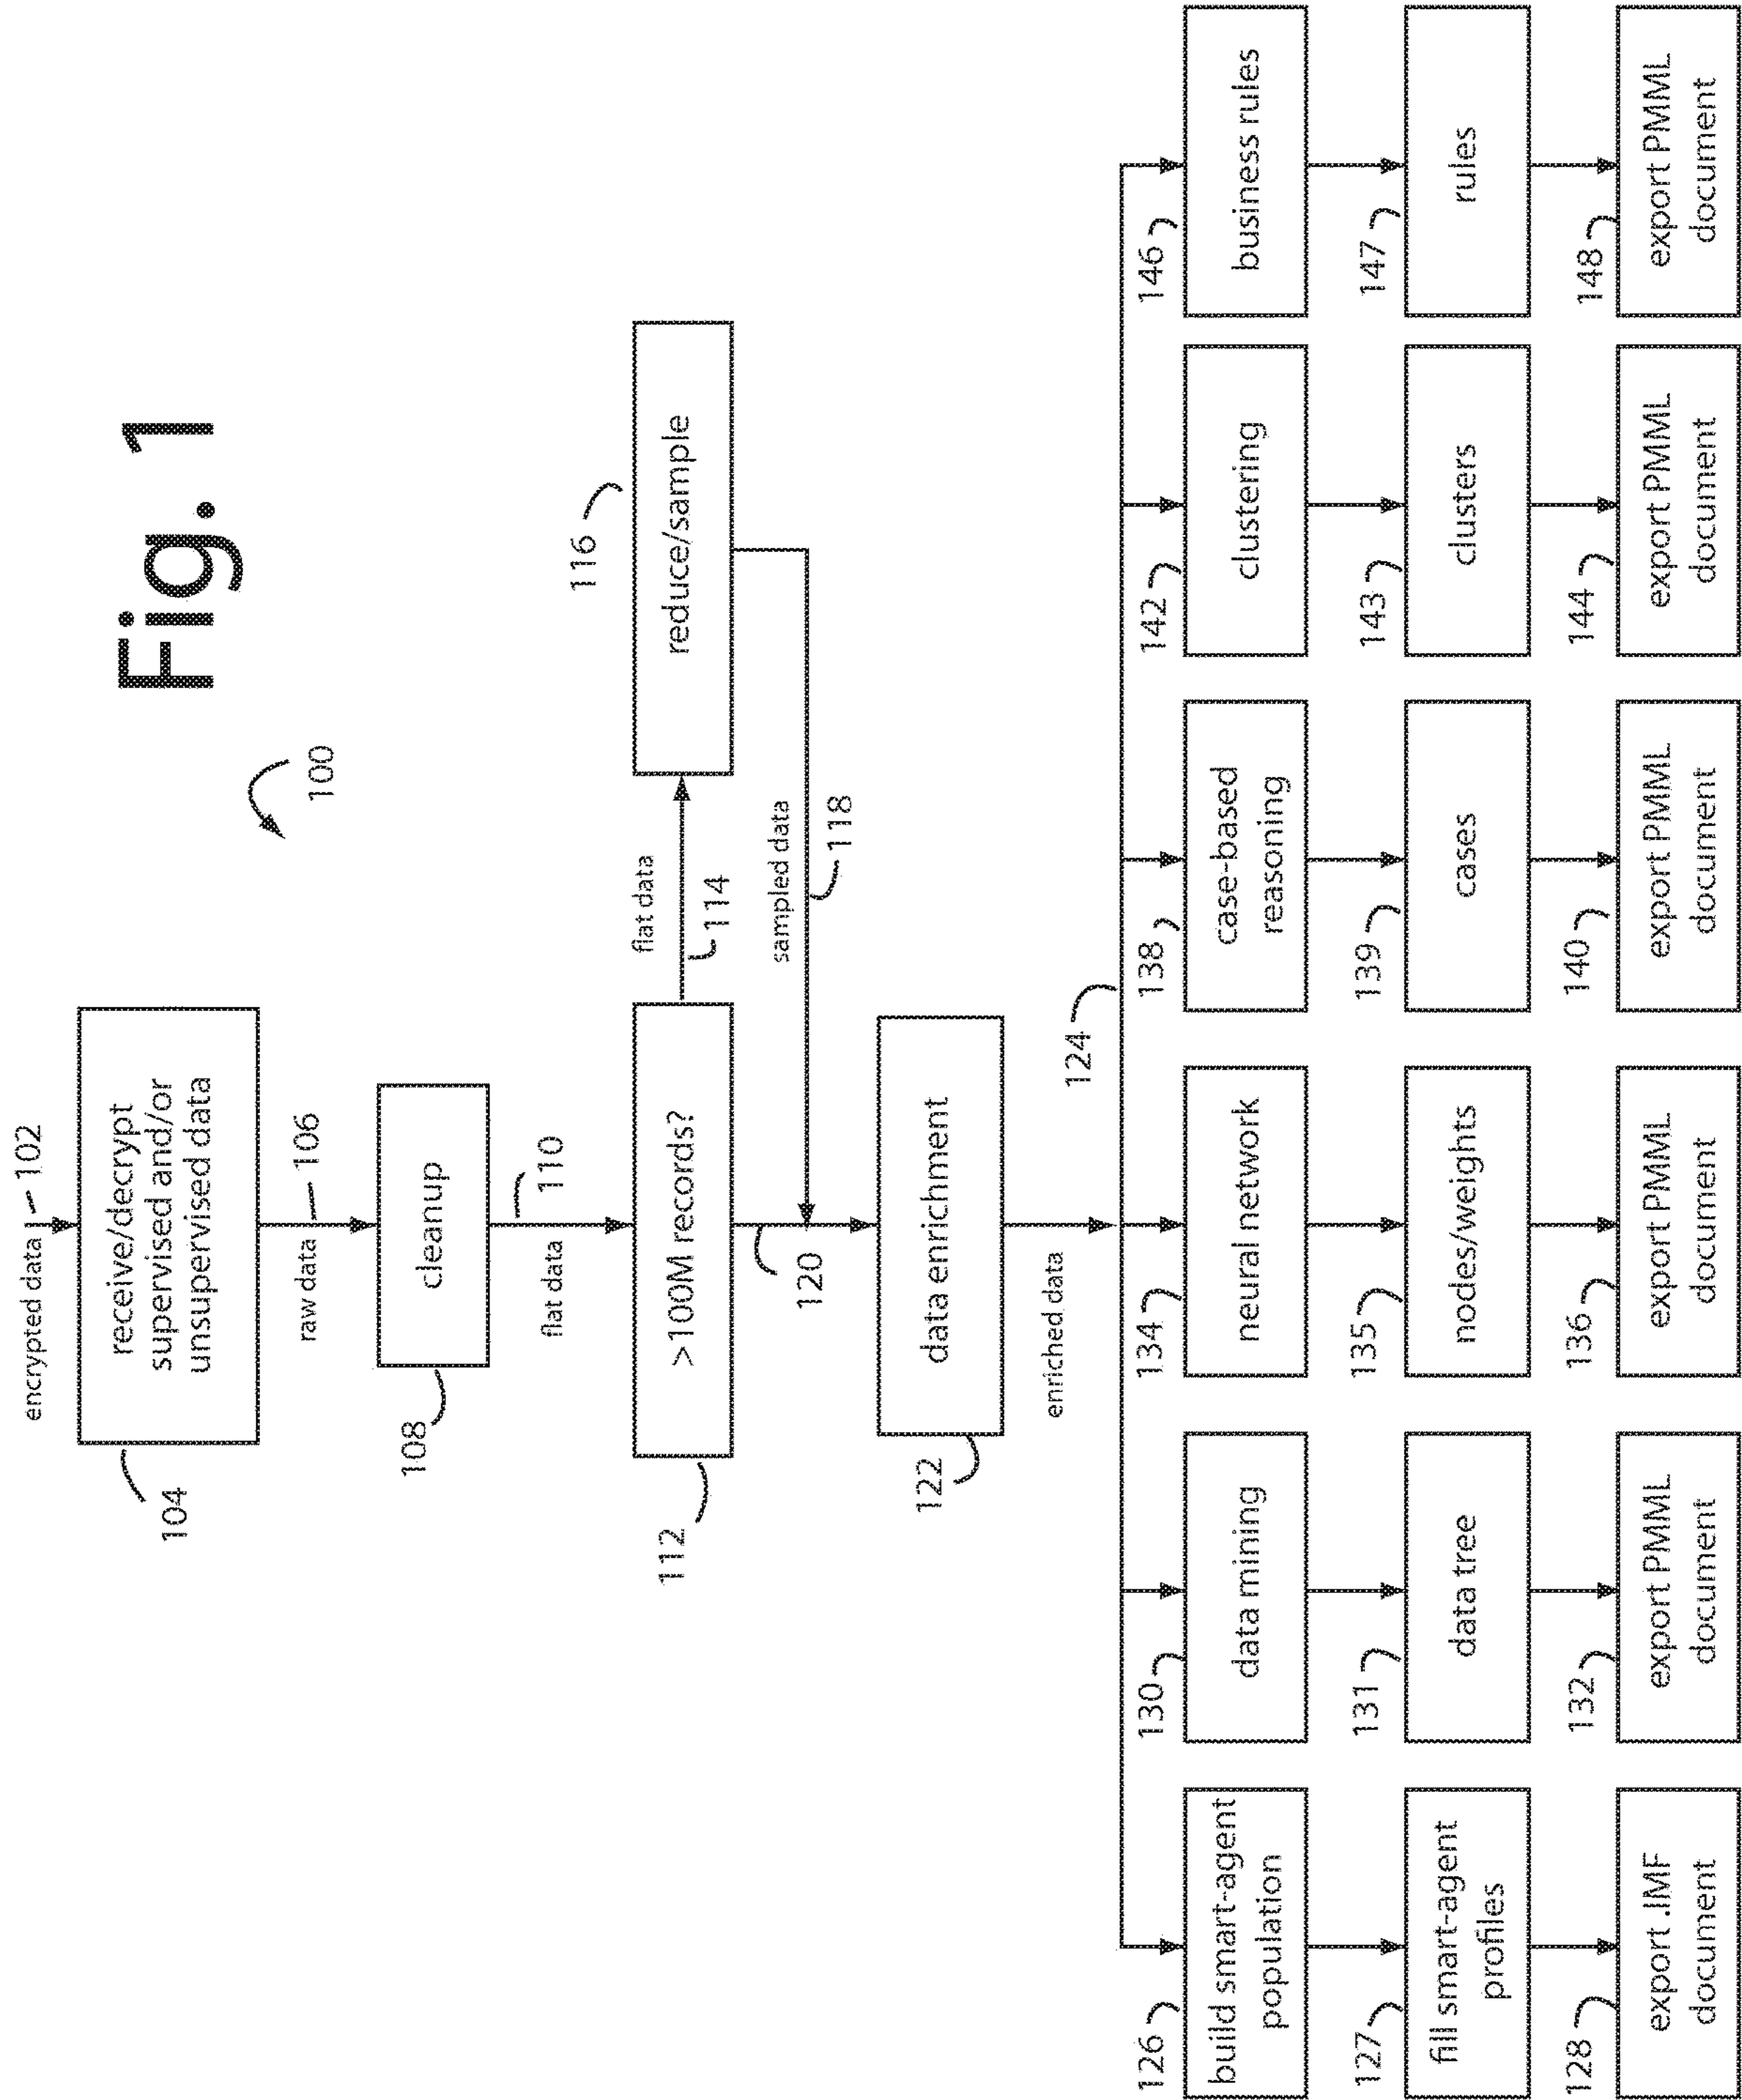 Fig. 1
100
encrypted data
102
receive/decrypt
supervised and/or
unsupervised data
104
raw data
106
cleanup
108
flat data
110
>100M records?
112
flat data
114
reduce/sample
116
sampled data
118
120
data enrichment
122
enriched data
124
126
build smart-agent
population
127
fill smart-agent
profiles
128
export .IMF
document
130
data mining
131
data tree
132
export PMML
document
134
neural network
135
nodes/weights
136
export PMML
document
138
case-based
reasoning
139
cases
140
export PMML
document
142
clustering
143
clusters
144
export PMML
document
146
business rules
147
rules
148
export PMML
document